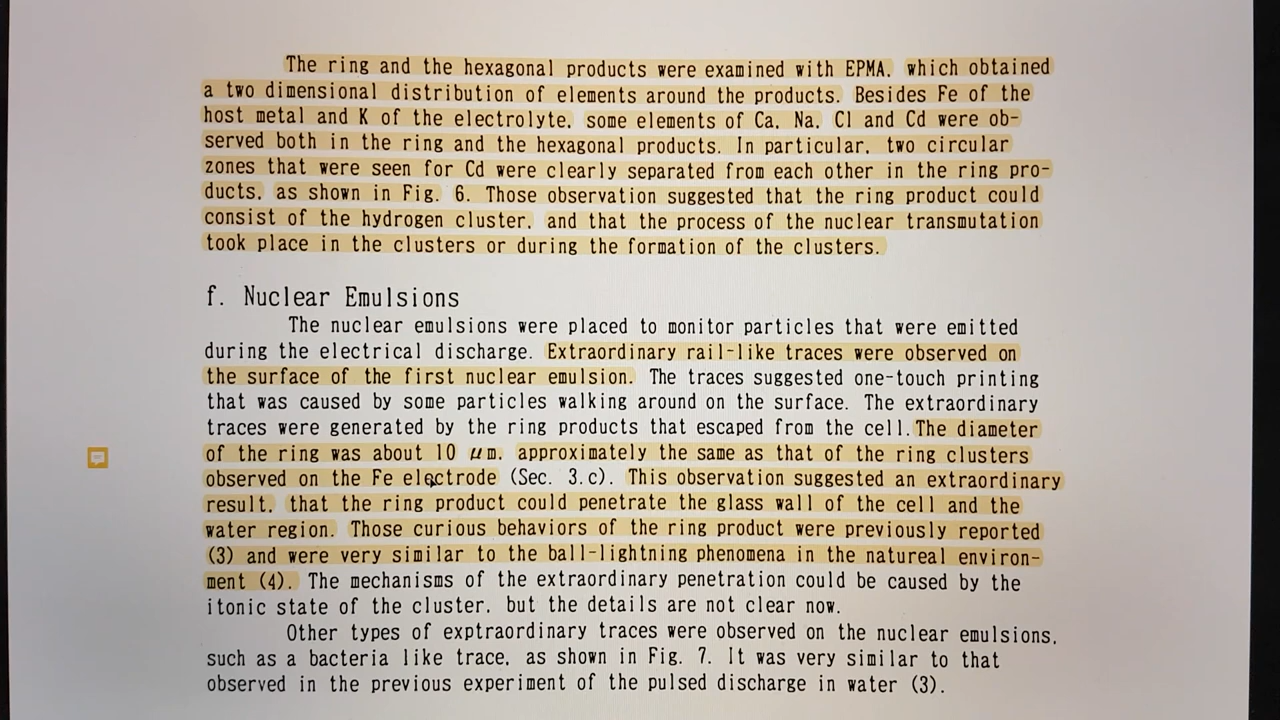 The ring and the hexagonal products were examined with EPMA, which obtained
a two dimensional distribution of elements around the products. Besides Fe of the
host metal and K of the electrolyte, some elements of Ca, Na, Cl and Cd were ob-
served both in the ring and the hexagonal products. In particular, two circular
zones that were seen for Cd were clearly separated from each other in the ring pro-
ducts, as shown in Fig. 6. Those observation suggested that the ring product could
consist of the hydrogen cluster, and that the process of the nuclear transmutation
took place in the clusters or during the formation of the clusters.
f. Nuclear Emulsions
The nuclear emulsions were placed to monitor particles that were emitted
during the electrical discharge. Extraordinary rail-like traces were observed on
the surface of the first nuclear emulsion. The traces suggested one-touch printing
that was caused by some particles walking around on the surface. The extraordinary
traces were generated by the ring products that escaped from the cell. The diameter
of the ring was about 10 μm, approximately the same as that of the ring clusters
observed on the Fe electrode (Sec. 3.c). This observation suggested an extraordinary
result, that the ring product could penetrate the glass wall of the cell and the
water region. Those curious behaviors of the ring product were previously reported
(3) and were very similar to the ball-lightning phenomena in the natureal environ-
ment (4). The mechanisms of the extraordinary penetration could be caused by the
itonic state of the cluster, but the details are not clear now.
Other types of exptraordinary traces were observed on the nuclear emulsions,
such as a bacteria like trace, as shown in Fig. 7. It was very similar to that
observed in the previous experiment of the pulsed discharge in water (3).